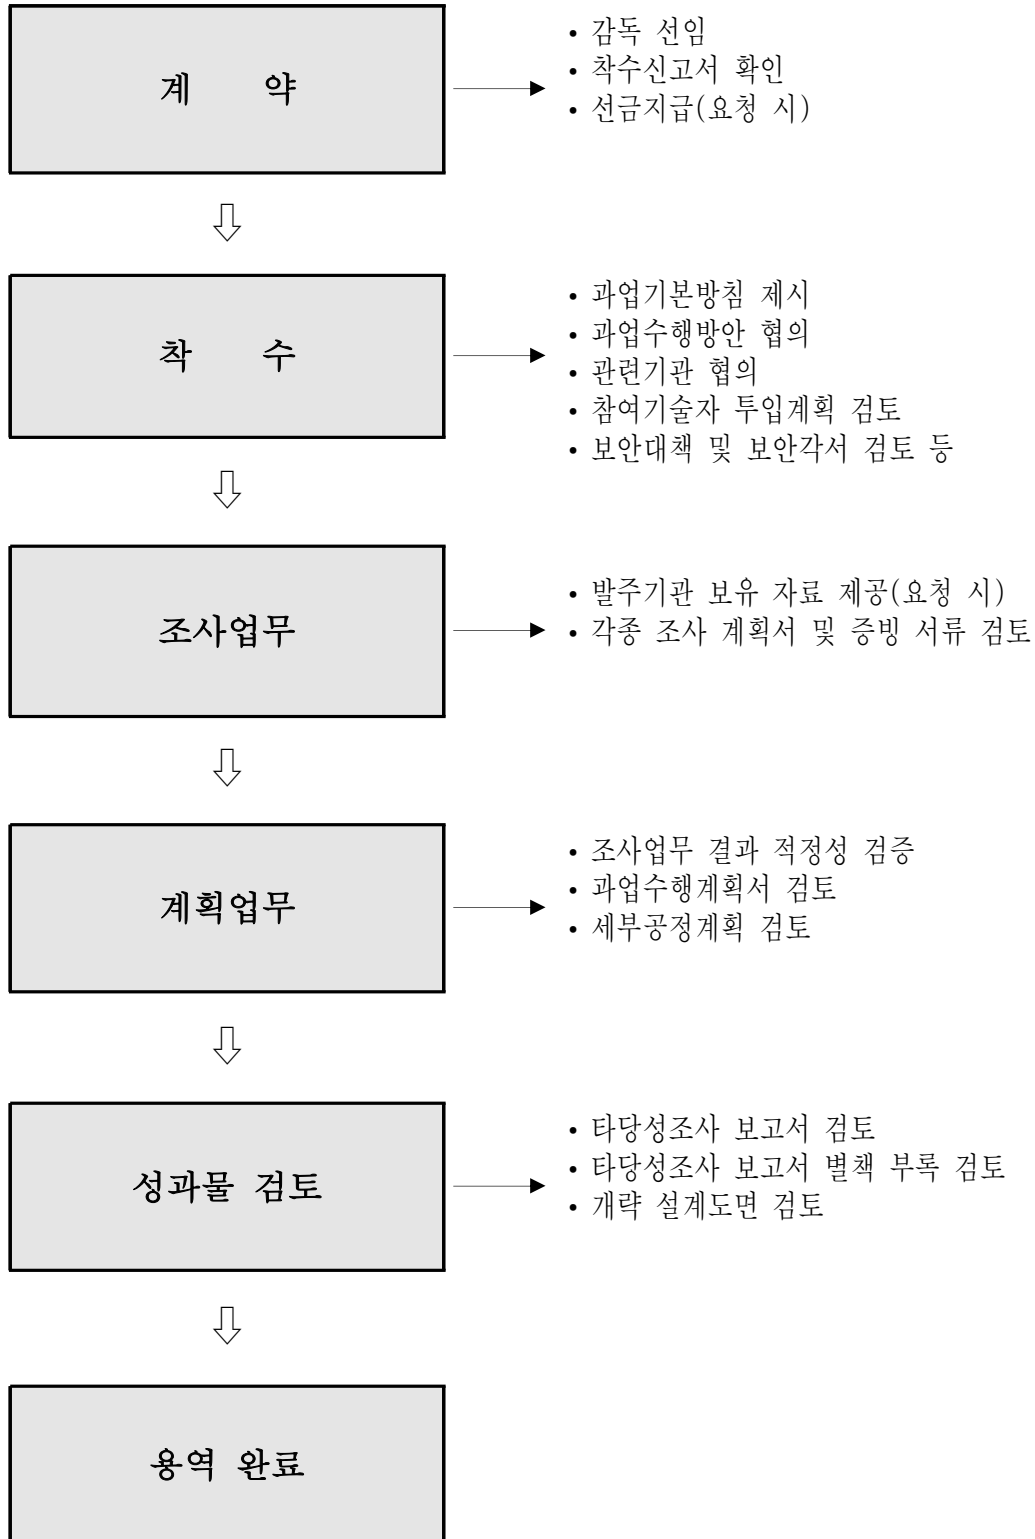 계 약
• 감독 선임
• 착수신고서 확인
• 선금지급(요청 시)
착 수
• 과업기본방침 제시
• 과업수행방안 협의
• 관련기관 협의
• 참여기술자 투입계획 검토
• 보안대책 및 보안각서 검토 등
조사업무
• 발주기관 보유 자료 제공(요청 시)
• 각종 조사 계획서 및 증빙 서류 검토
계획업무
• 조사업무 결과 적정성 검증
• 과업수행계획서 검토
• 세부공정계획 검토
성과물 검토
• 타당성조사 보고서 검토
• 타당성조사 보고서 별책 부록 검토
• 개략 설계도면 검토
용역 완료